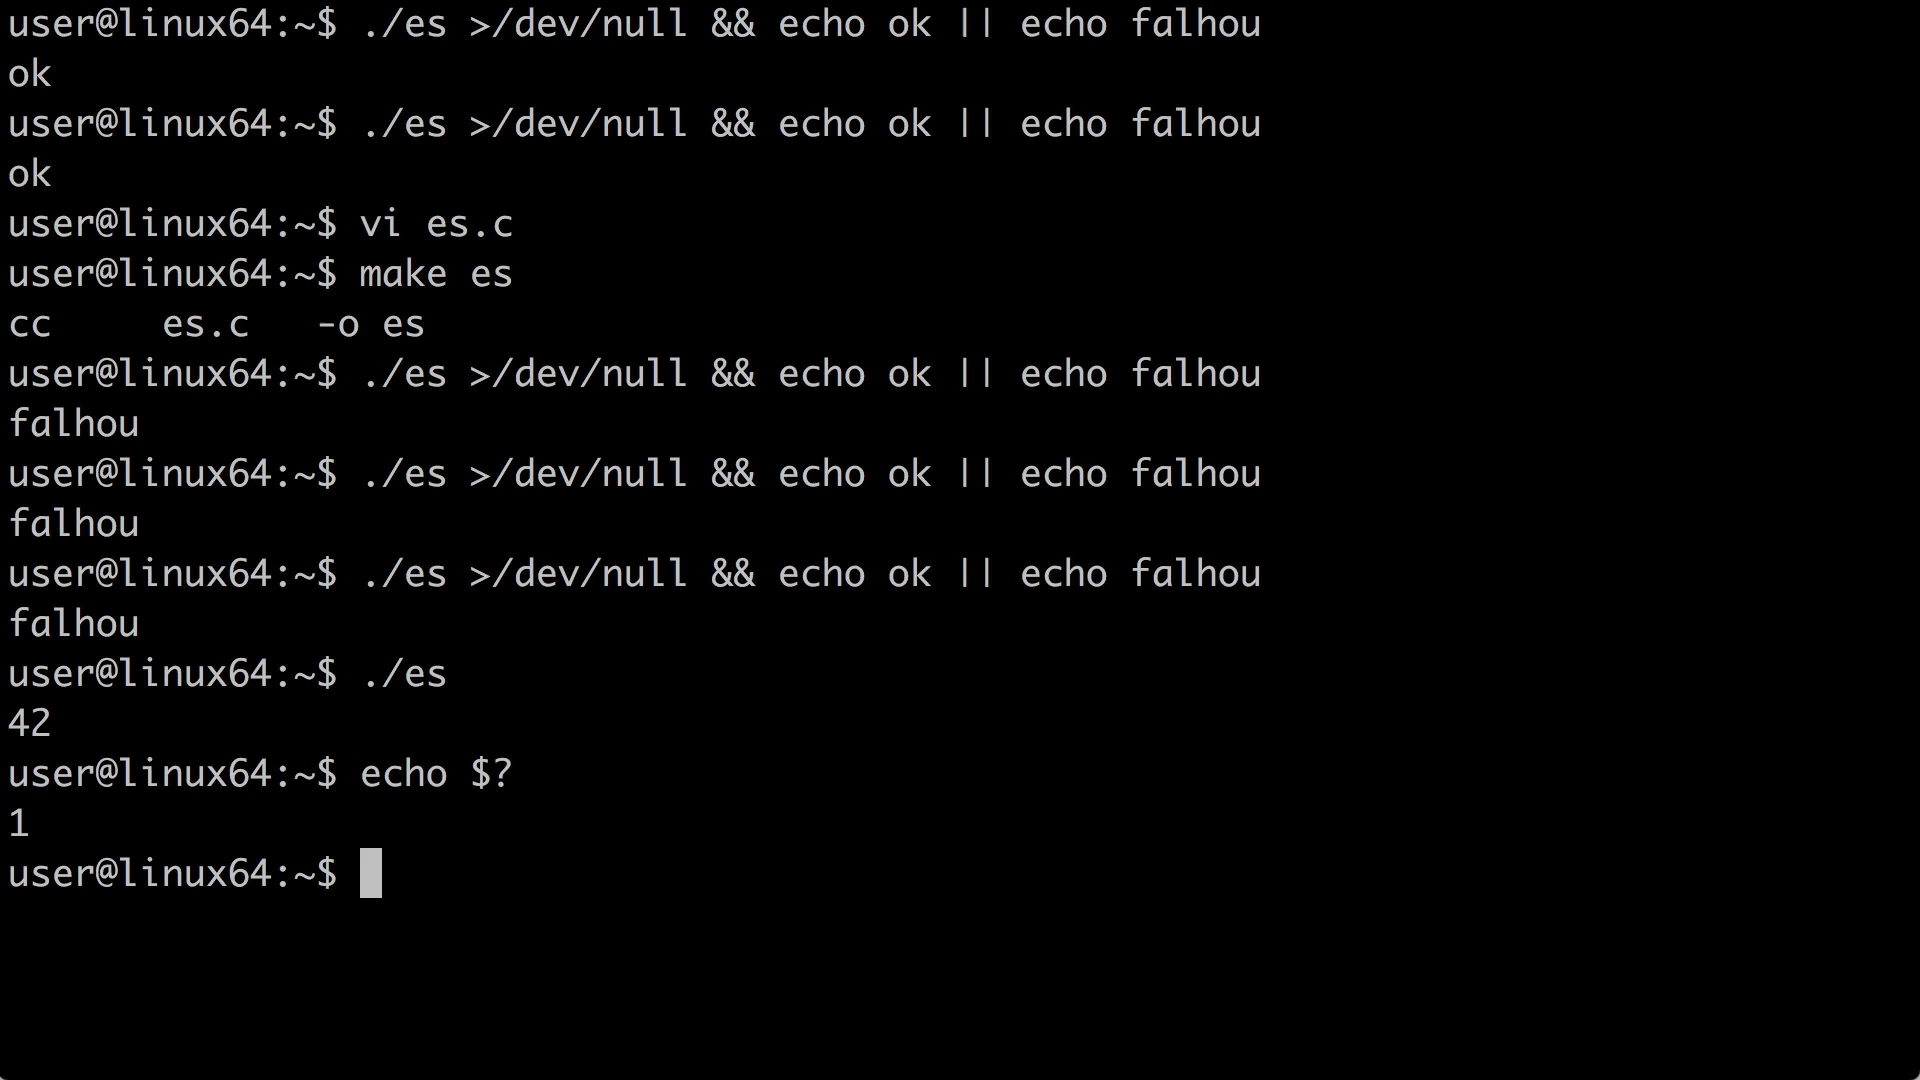 user@linux64:~$ ./es >/dev/null && echo ok || echo falhou
ok
user@linux64:~$ ./es >/dev/null && echo ok || echo falhou
ok
user@linux64:~$ vi es.c
user@linux64:~$ make es
cc     es.c   -o es
user@linux64:~$ ./es >/dev/null && echo ok || echo falhou
falhou
user@linux64:~$ ./es >/dev/null && echo ok || echo falhou
falhou
user@linux64:~$ ./es >/dev/null && echo ok || echo falhou
falhou
user@linux64:~$ ./es
42
user@linux64:~$ echo $?
1
user@linux64:~$